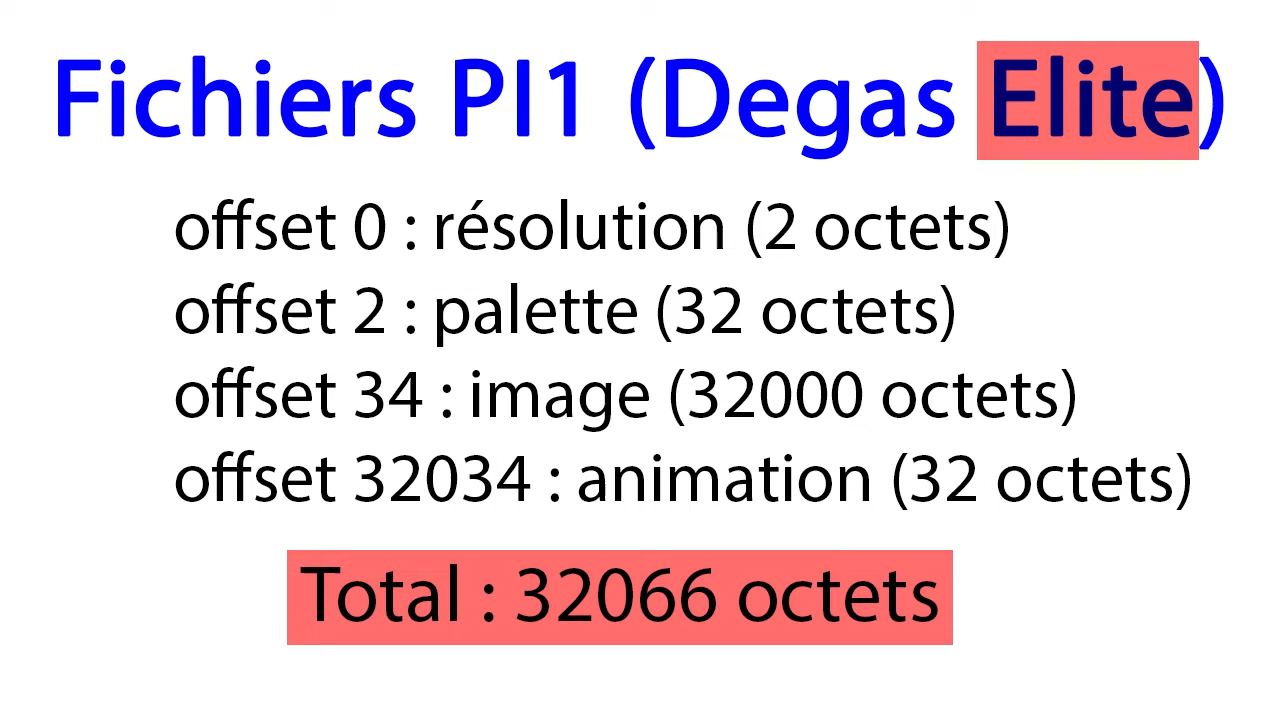 Fichiers PI1 (Degas Elite)
offset 0 : résolution (2 octets)
offset 2 : palette (32 octets)
offset 34 : image (32000 octets)
offset 32034 : animation (32 octets)
Total : 32066 octets